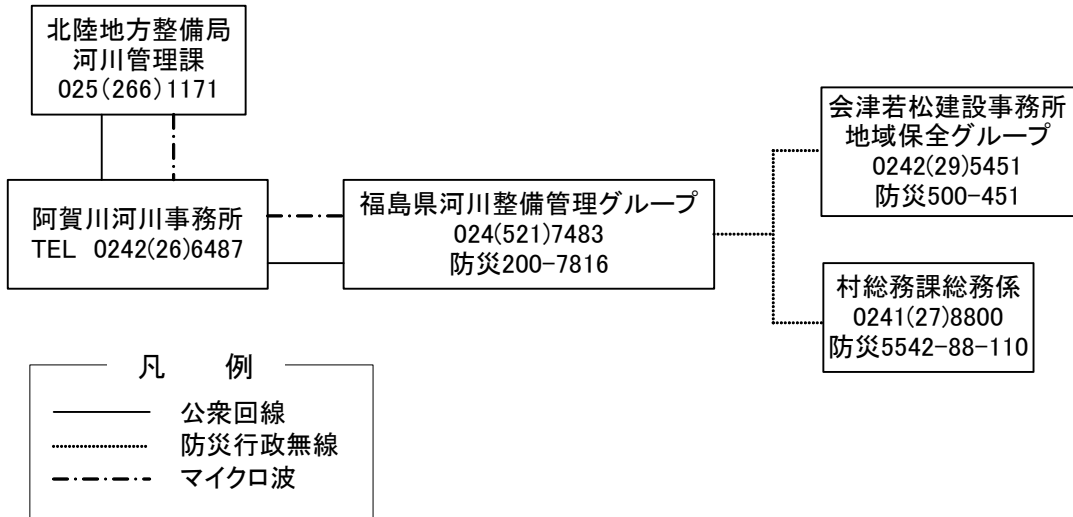 北陸地方整備局
河川管理課
025(266)1171
阿賀川河川事務所
TEL 0242(26)6487
福島県河川整備管理グループ
024(521)7483
防災200-7816
会津若松建設事務所
地域保全グループ
0242(29)5451
防災500-451
村総務課総務係
0241(27)8800
防災5542-88-110
凡 例
公衆回線
防災行政無線
マイクロ波